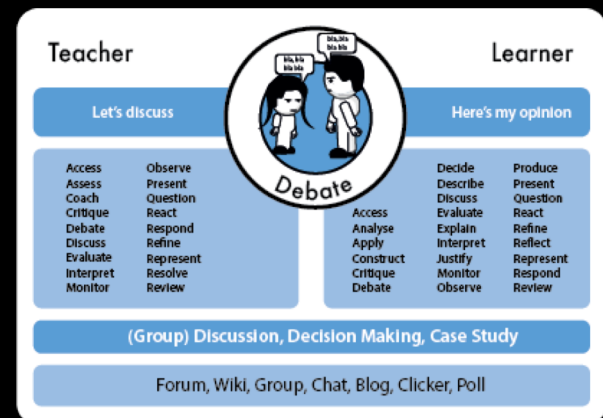 Teacher
Learner
bla, bla
bla bla
bla, bla
bla bla
Let's discuss
Here's my opinion
Debate
Access Observe
Assess Present
Coach Question
Critique React
Debate Respond
Discuss Refine
Evaluate Represent
Interpret Resolve
Monitor Review
Decide Produce
Describe Present
Discuss Question
Access Evaluate React
Analyse Explain Refine
Apply Interpret Reflect
Construct Justify Represent
Critique Monitor Respond
Debate Observe Review
(Group) Discussion, Decision Making, Case Study
Forum, Wiki, Group, Chat, Blog, Clicker, Poll